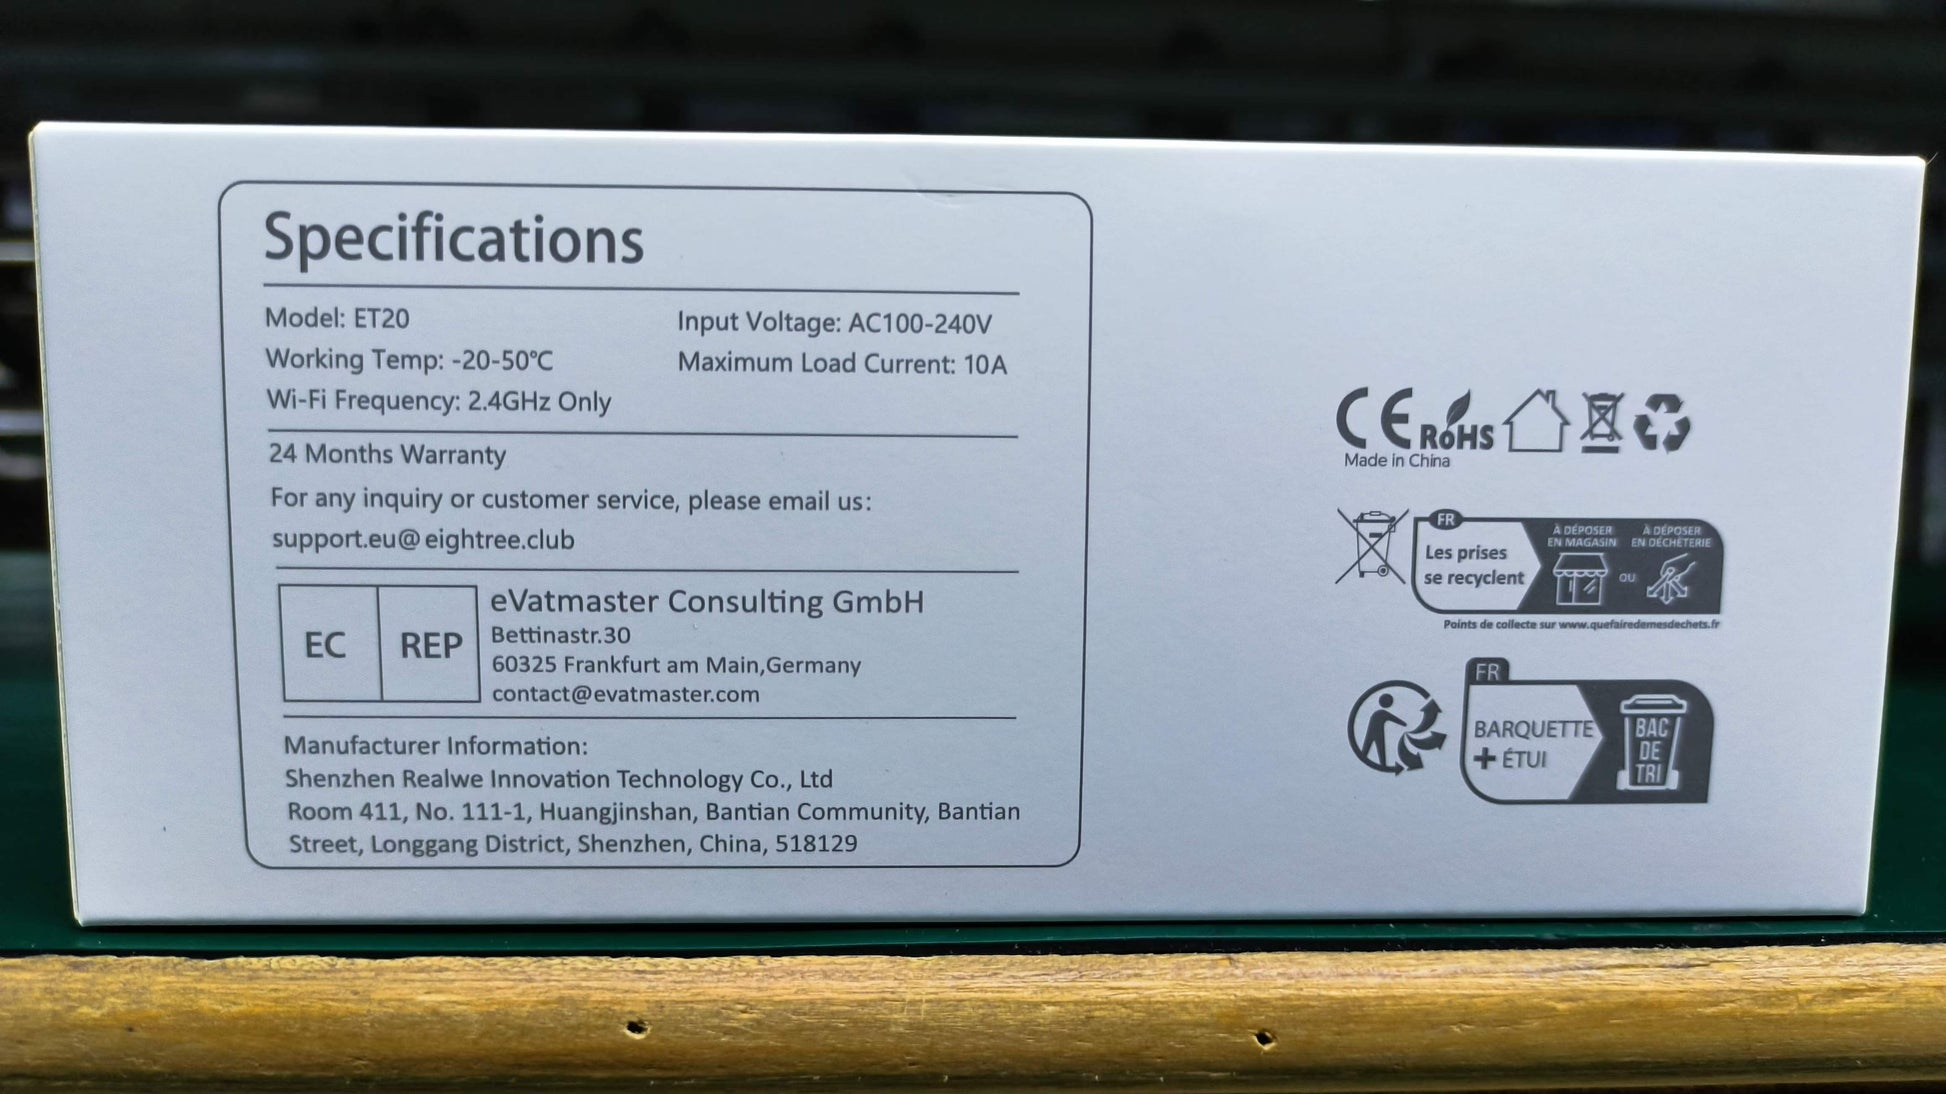 Specifications
Model: ET20
Input Voltage: AC100-240V
Working Temp: -20-50℃
Maximum Load Current: 10A
Wi-Fi Frequency: 2.4GHz Only
24 Months Warranty
For any inquiry or customer service, please email us:
support.eu@eightree.club
EC REP
eVatmaster Consulting GmbH
Bettinastr.30
60325 Frankfurt am Main,Germany
contact@evatmaster.com
Manufacturer Information:
Shenzhen Realwe Innovation Technology Co., Ltd
Room 411, No. 111-1, Huangjinshan, Bantian Community, Bantian
Street, Longgang District, Shenzhen, China, 518129
CE RoHS
Made in China
FR
Les prises
se recyclent
À DÉPOSER
EN MAGASIN
OU
À DÉPOSER
EN DÉCHÈTERIE
Points de collecte sur www.quefairedemesdechets.fr
FR
BARQUETTE
+ ÉTUI
BAC
DE
TRI